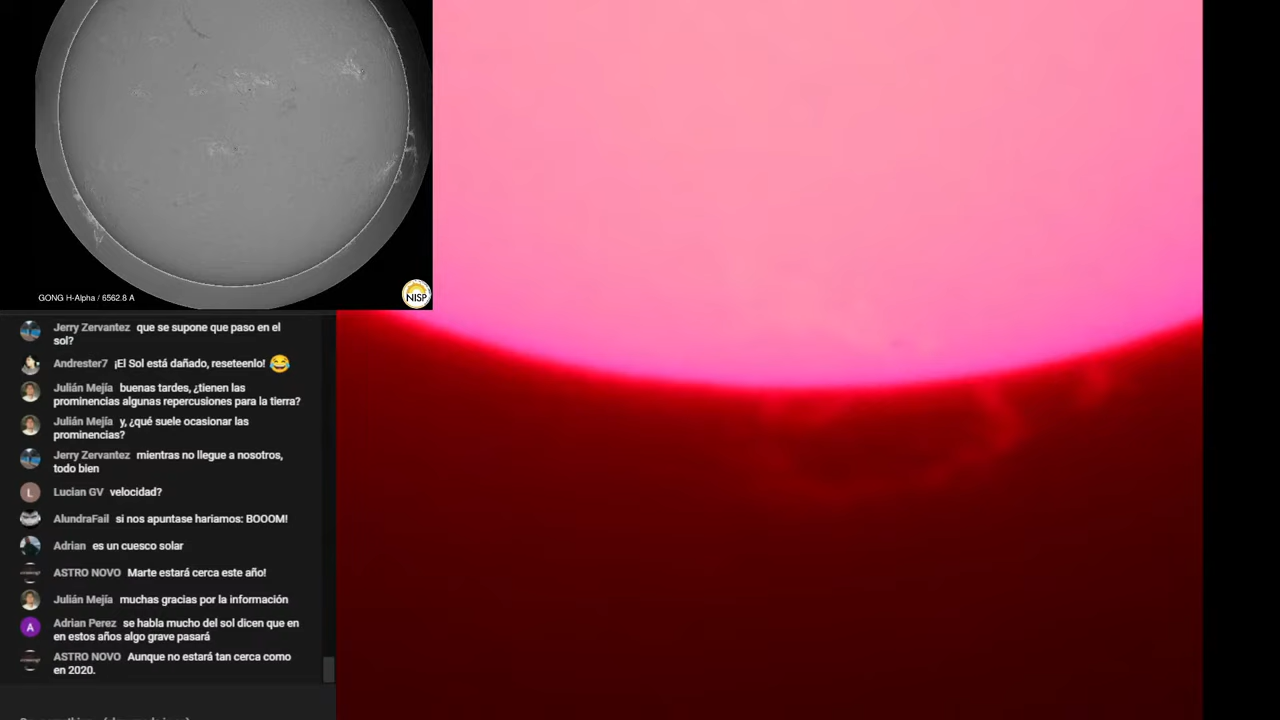 GONG H-Alpha / 6562.8 A
NISP
Jerry Zervantez que se supone que paso en el
sol?
Andrester7 ¡El Sol está dañado, reseteenlo! 😂
Julián Mejía buenas tardes, ¿tienen las
prominencias algunas repercusiones para la tierra?
Julián Mejía y, ¿qué suele ocasionar las
prominencias?
Jerry Zervantez mientras no llegue a nosotros,
todo bien
L Lucian GV velocidad?
AlundraFail si nos apuntase hariamos: BOOOM!
Adrian es un cuesco solar
ASTRO NOVO Marte estará cerca este año!
Julián Mejía muchas gracias por la información
A Adrian Perez se habla mucho del sol dicen que en
en estos años algo grave pasará
ASTRO NOVO Aunque no estará tan cerca como
en 2020.